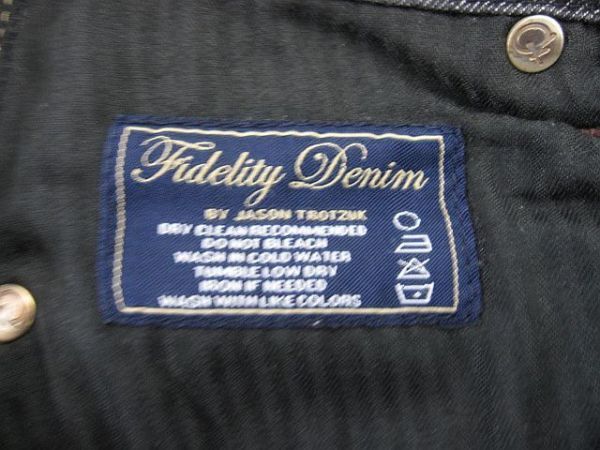 Fidelity Denim
BY JASON TROTZUK
DRY CLEAN RECOMMENDED
DO NOT BLEACH
WASH IN COLD WATER
TUMBLE LOW DRY
IRON IF NEEDED
WASH WITH LIKE COLORS